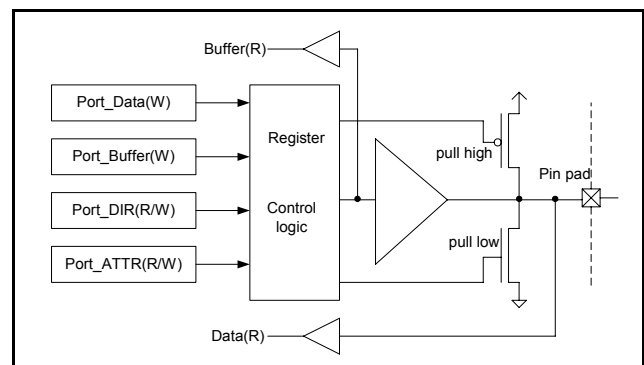 Buffer(R)
Port_Data(W)
Port_Buffer(W)
Port_DIR(R/W)
Port_ATTR(R/W)
Register
Control
logic
pull high
Pin pad
pull low
Data(R)